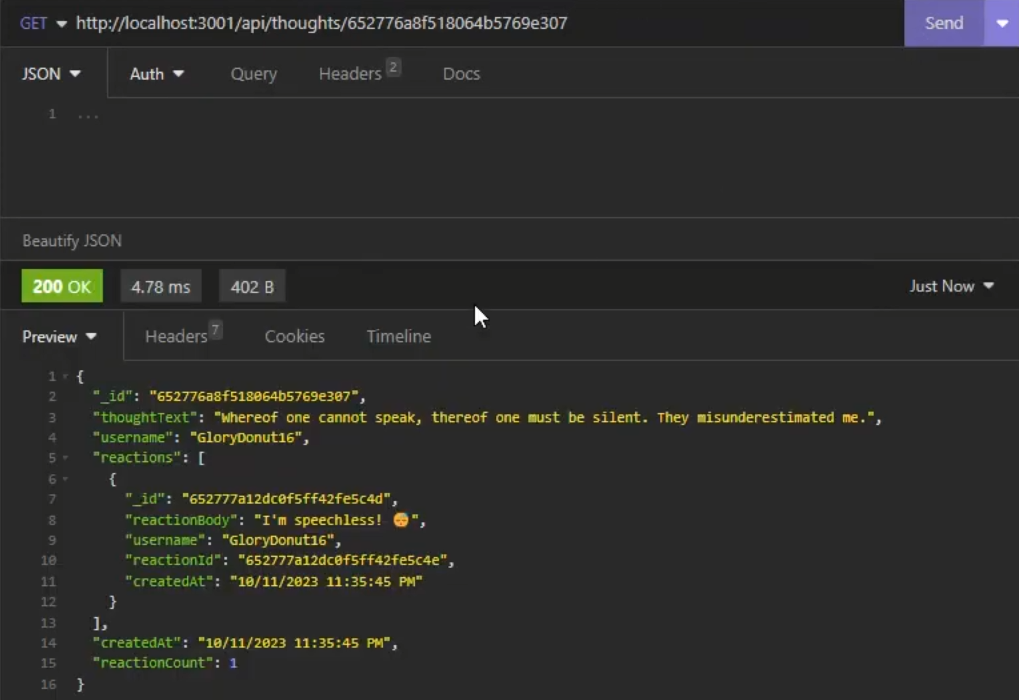 GET http://localhost:3001/api/thoughts/652776a8f518064b5769e307 Send
JSON Auth Query Headers 2 Docs
1 ...
Beautify JSON
200 OK 4.78 ms 402 B Just Now
Preview Headers 7 Cookies Timeline
1 {
2 "_id": "652776a8f518064b5769e307",
3 "thoughtText": "Whereof one cannot speak, thereof one must be silent. They misunderestimated me.",
4 "username": "GloryDonut16",
5 "reactions": [
6 {
7 "_id": "652777a12dc0f5ff42fe5c4d",
8 "reactionBody": "I'm speechless! 😴",
9 "username": "GloryDonut16",
10 "reactionId": "652777a12dc0f5ff42fe5c4e",
11 "createdAt": "10/11/2023 11:35:45 PM"
12 }
13 ],
14 "createdAt": "10/11/2023 11:35:45 PM",
15 "reactionCount": 1
16 }